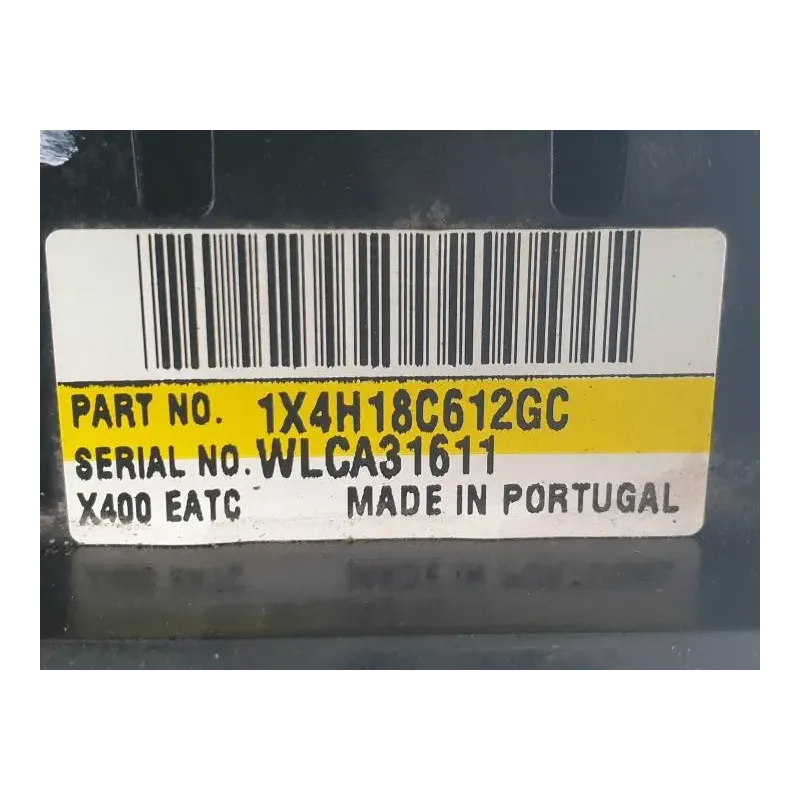 PART NO. 1X4H18C612GC
SERIAL NO. WLCA31611
X400 EATC MADE IN PORTUGAL